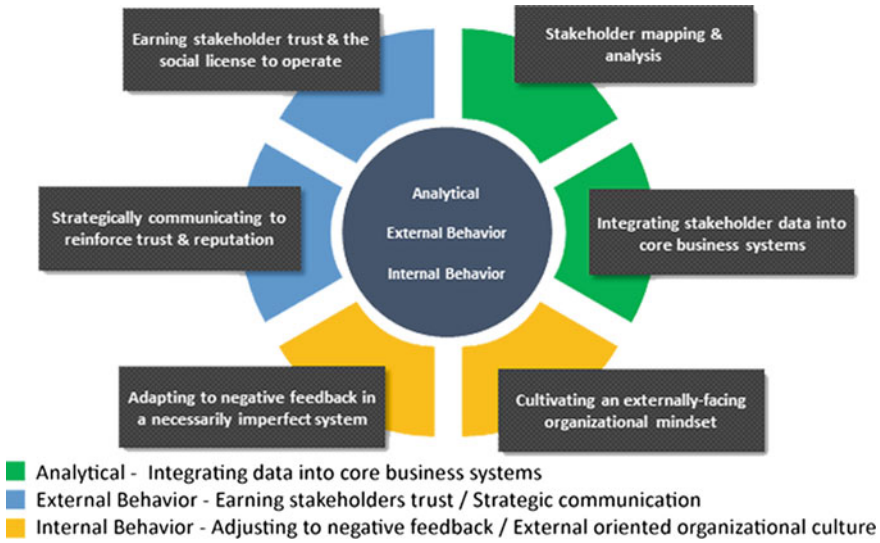 Earning stakeholder trust & the
social license to operate
Stakeholder mapping &
analysis
Strategically communicating to
reinforce trust & reputation
Analytical
External Behavior
Internal Behavior
Integrating stakeholder data into
core business systems
Adapting to negative feedback in
a necessarily imperfect system
Cultivating an externally-facing
organizational mindset
Analytical - Integrating data into core business systems
External Behavior - Earning stakeholders trust / Strategic communication
Internal Behavior - Adjusting to negative feedback / External oriented organizational culture